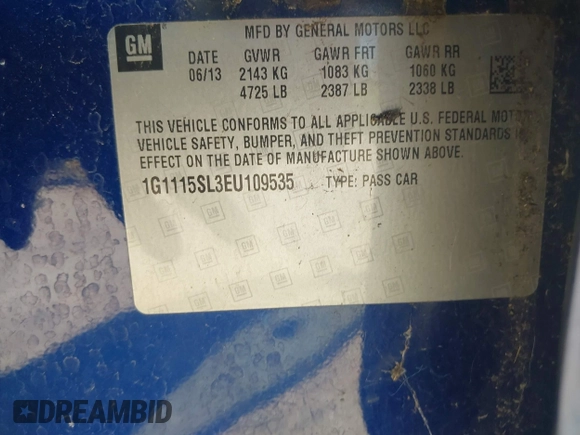 GM
MFD BY GENERAL MOTORS LLC
DATE GVWR GAWR FRT GAWR RR
06/13 2143 KG 1083 KG 1060 KG
4725 LB 2387 LB 2338 LB
THIS VEHICLE CONFORMS TO ALL APPLICABLE U.S. FEDERAL MOTOR
VEHICLE SAFETY, BUMPER, AND THEFT PREVENTION STANDARDS IN
EFFECT ON THE DATE OF MANUFACTURE SHOWN ABOVE.
1G1115SL3EU109535 TYPE: PASS CAR
DREAMBID